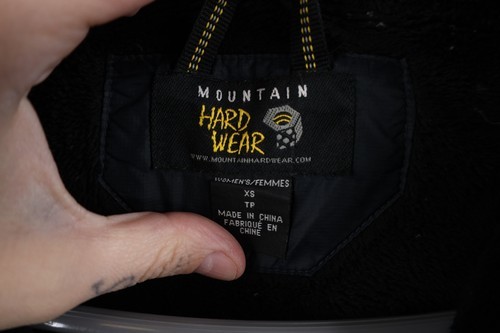 MOUNTAIN
HARD
WEAR
WWW.MOUNTAINHARDWEAR.COM
WOMEN'S/FEMMES
XS
TP
MADE IN CHINA
FABRIQUÉ EN
CHINE